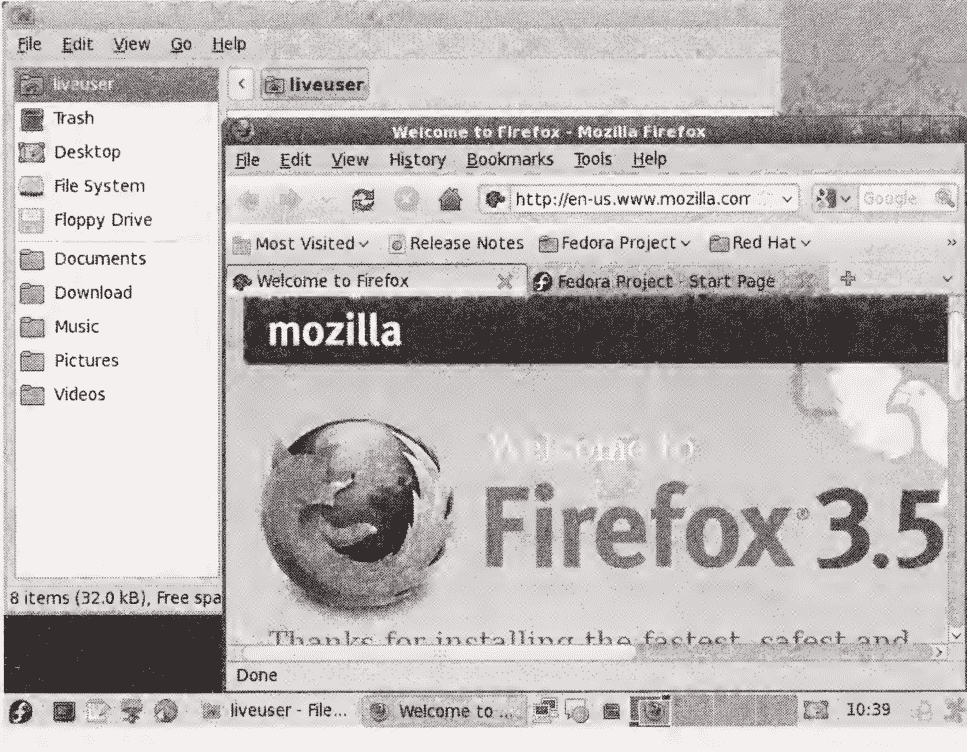 File Edit View Go Help
liveuser
liveuser
Trash
Desktop
File System
Floppy Drive
Documents
Download
Music
Pictures
Videos
8 items (32.0 kB), Free spa
Welcome to Firefox - Mozilla Firefox
File Edit View History Bookmarks Tools Help
http://en-us.www.mozilla.com
Google
Most Visited Release Notes Fedora Project Red Hat »
Welcome to Firefox Fedora Project - Start Page
mozilla
Welcome to
Firefox® 3.5
Thanks for installing the fastest, safest and
Done
liveuser - File... Welcome to ... 10:39